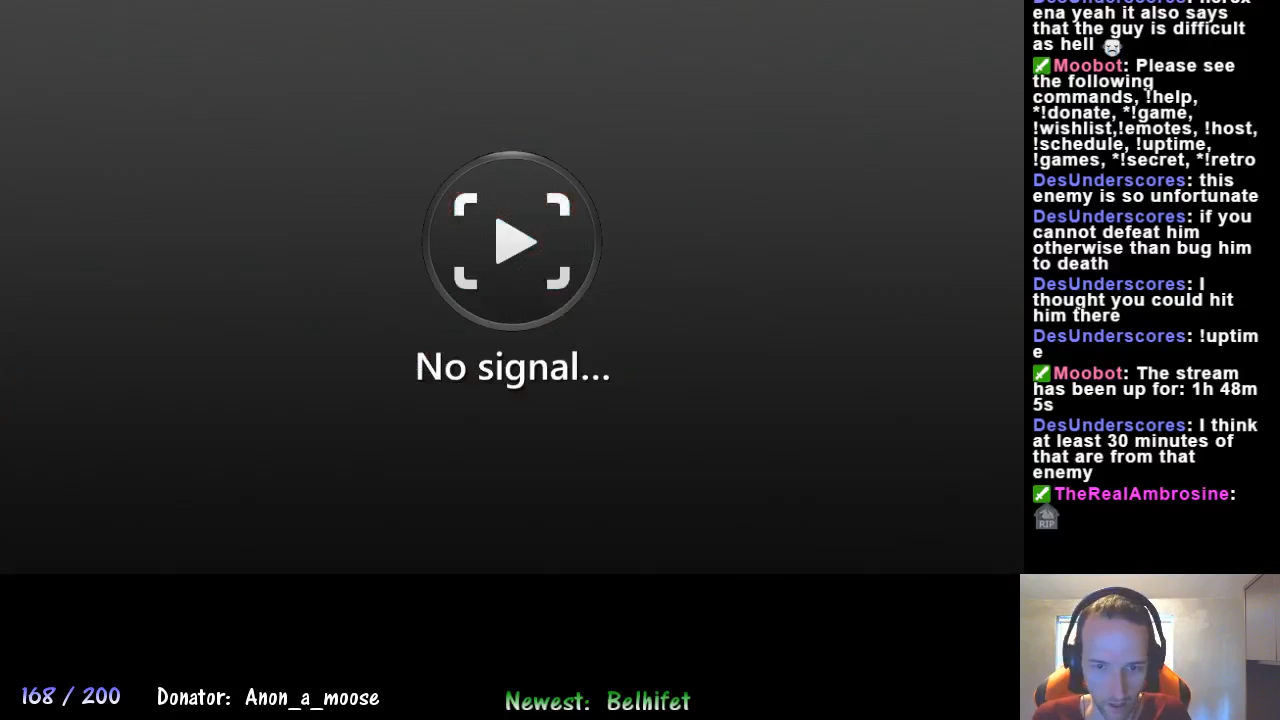 No signal...
ena yeah it also says
that the guy is difficult
as hell
Moobot: Please see
the following
commands, !help,
*!donate, *!game,
!wishlist,!emotes, !host,
!schedule, !uptime,
!games, *!secret, *!retro
DesUnderscores: this
enemy is so unfortunate
DesUnderscores: if you
cannot defeat him
otherwise than bug him
to death
DesUnderscores: I
thought you could hit
him there
DesUnderscores: !uptim
e
Moobot: The stream
has been up for: 1h 48m
5s
DesUnderscores: I think
at least 30 minutes of
that are from that
enemy
TheRealAmbrosine:
RIP
168 / 200
Donator: Anon_a_moose
Newest: Belhifet